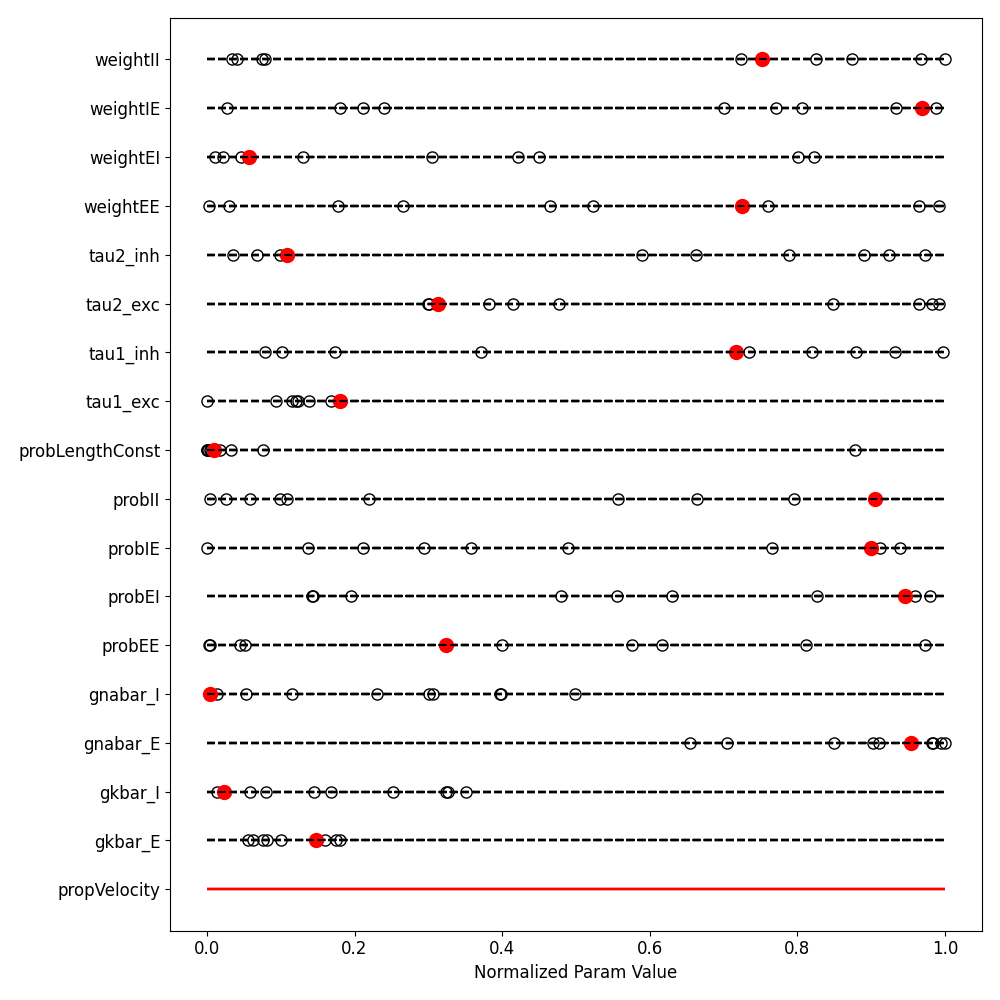 weightII
weightIE
weightEI
weightEE
tau2_inh
tau2_exc
tau1_inh
tau1_exc
probLengthConst
probII
probIE
probEI
probEE
gnabar_I
gnabar_E
gkbar_I
gkbar_E
propVelocity
0.0 0.2 0.4 0.6 0.8 1.0
Normalized Param Value